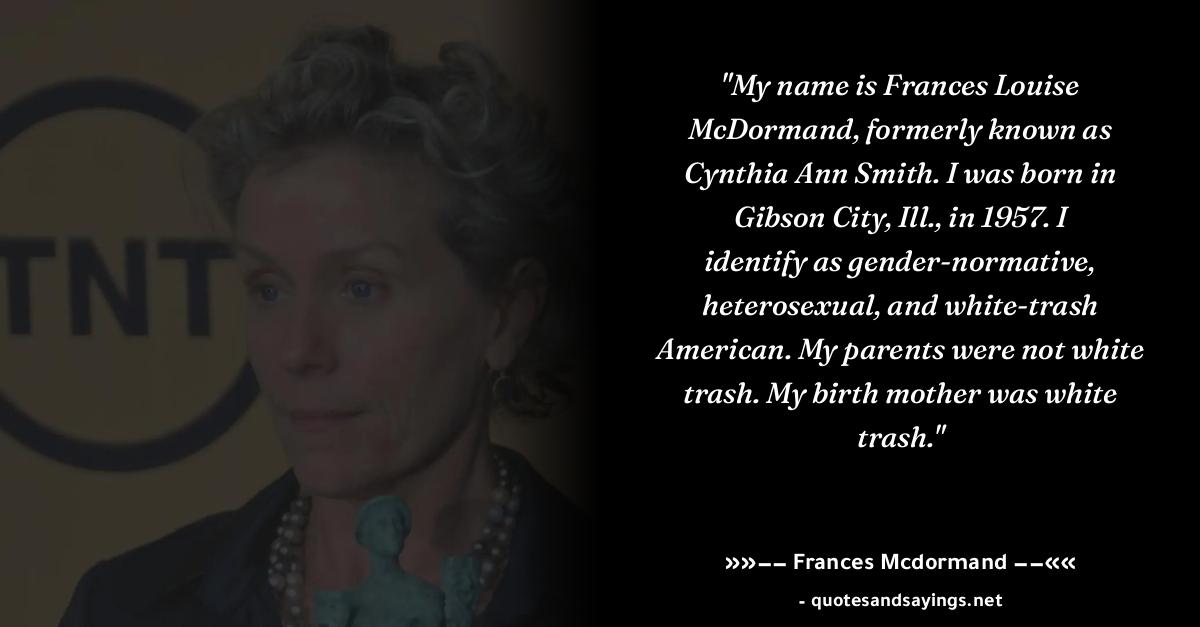 TNT
"My name is Frances Louise
McDormand, formerly known as
Cynthia Ann Smith. I was born in
Gibson City, Ill., in 1957. I
identify as gender-normative,
heterosexual, and white-trash
American. My parents were not white
trash. My birth mother was white
trash."
»»−− Frances Mcdormand −−««
- quotesandsayings.net